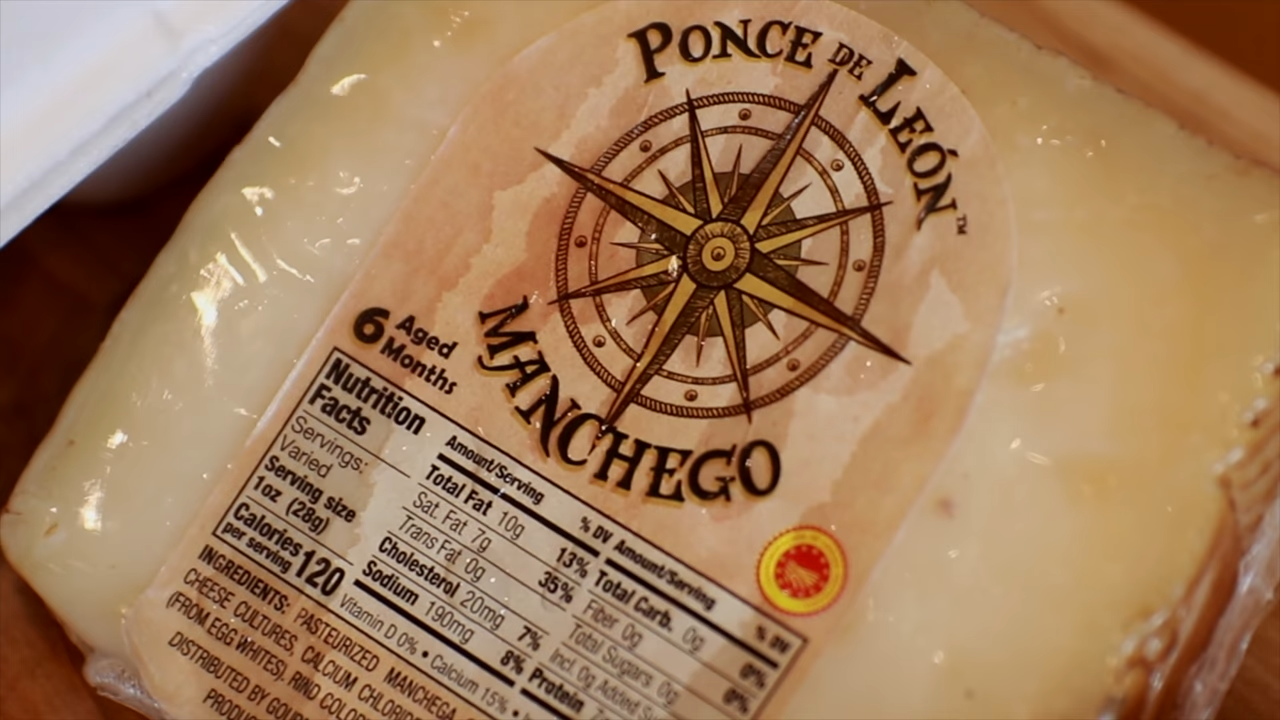 PONCE DE LEÓN™
MANCHEGO
6 Aged
Months
Nutrition
Facts
Servings:
Varied
Serving size
1oz (28g)
Calories 120
per serving
Amount/Serving % DV
Total Fat 10g 13%
Sat. Fat 7g 35%
Trans Fat 0g
Cholesterol 20mg 7%
Sodium 190mg 8%
Amount/Serving % DV
Total Carb. 0g 0%
Fiber 0g 0%
Total Sugars 0g
Incl. 0g Added
Protein
Vitamin D 0% • Calcium 15% •
INGREDIENTS: PASTEURIZED MANCHEGA
CHEESE CULTURES, CALCIUM CHLORIDE
(FROM EGG WHITES). RIND
DISTRIBUTED BY